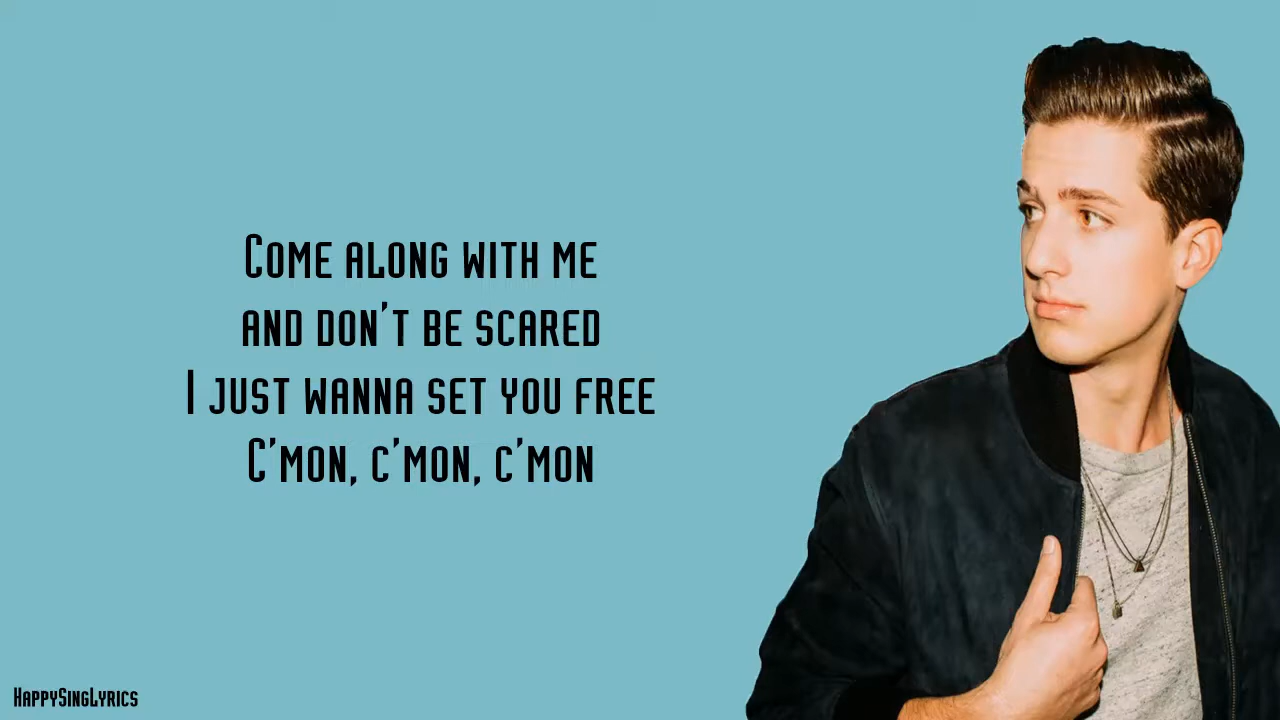 Come along with me
and don't be scared
I just wanna set you free
C'mon, c'mon, c'mon
HappySingLyrics